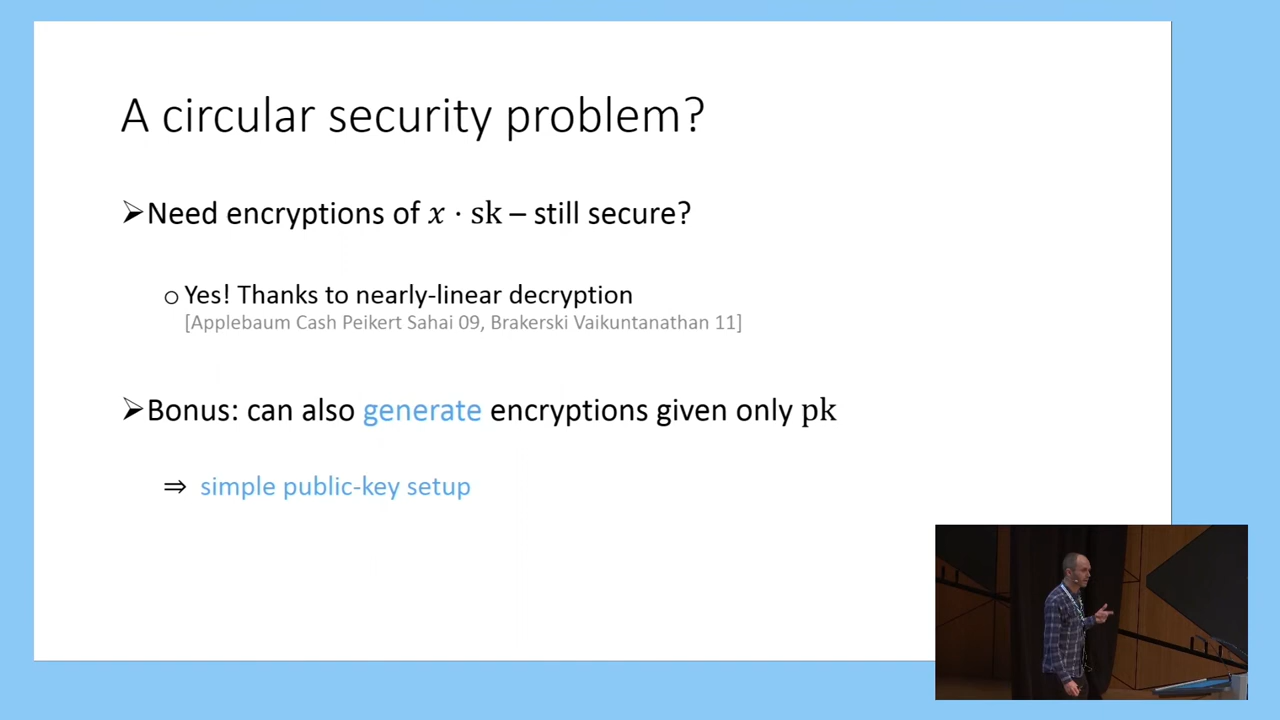 A circular security problem?
➢Need encryptions of x · sk – still secure?
o Yes! Thanks to nearly-linear decryption
[Applebaum Cash Peikert Sahai 09, Brakerski Vaikuntanathan 11]
➢Bonus: can also generate encryptions given only pk
⇒ simple public-key setup